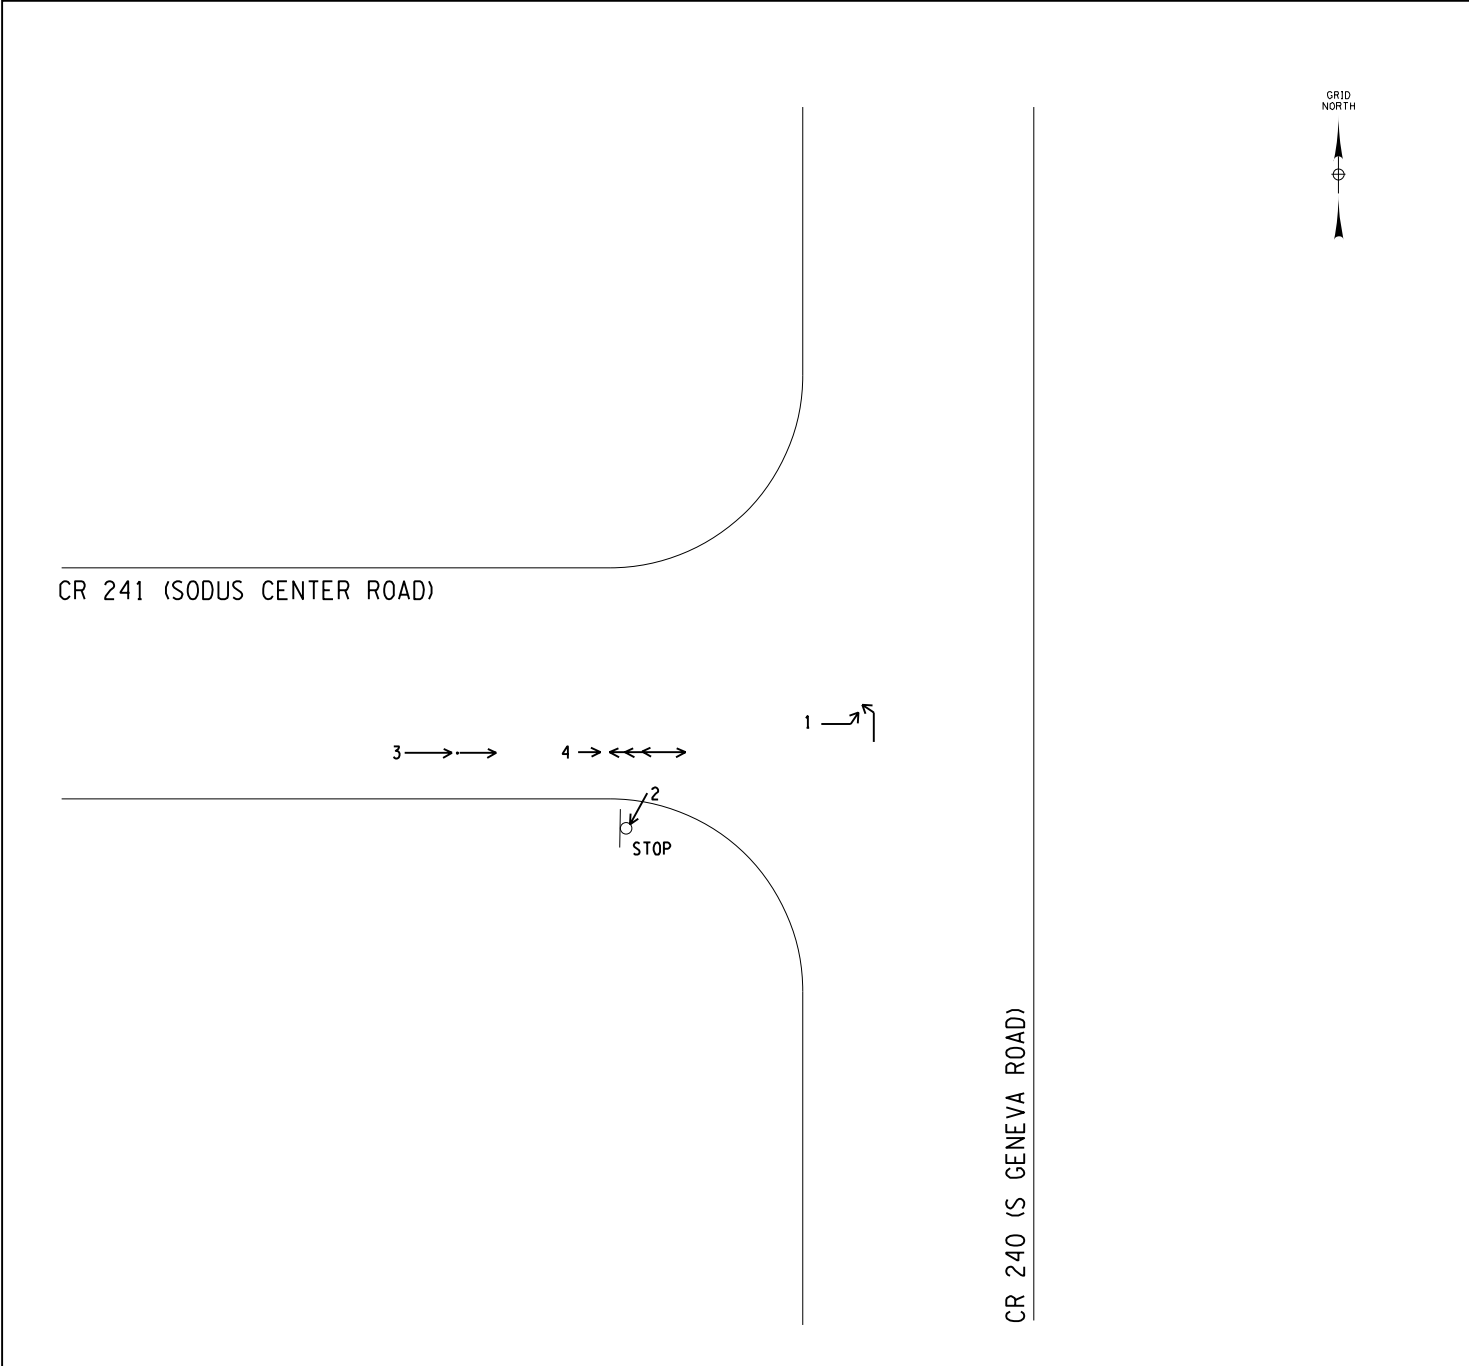 GRID
NORTH
CR 241 (SODUS CENTER ROAD)
1
3
4
2
STOP
CR 240 (S GENEVA ROAD)